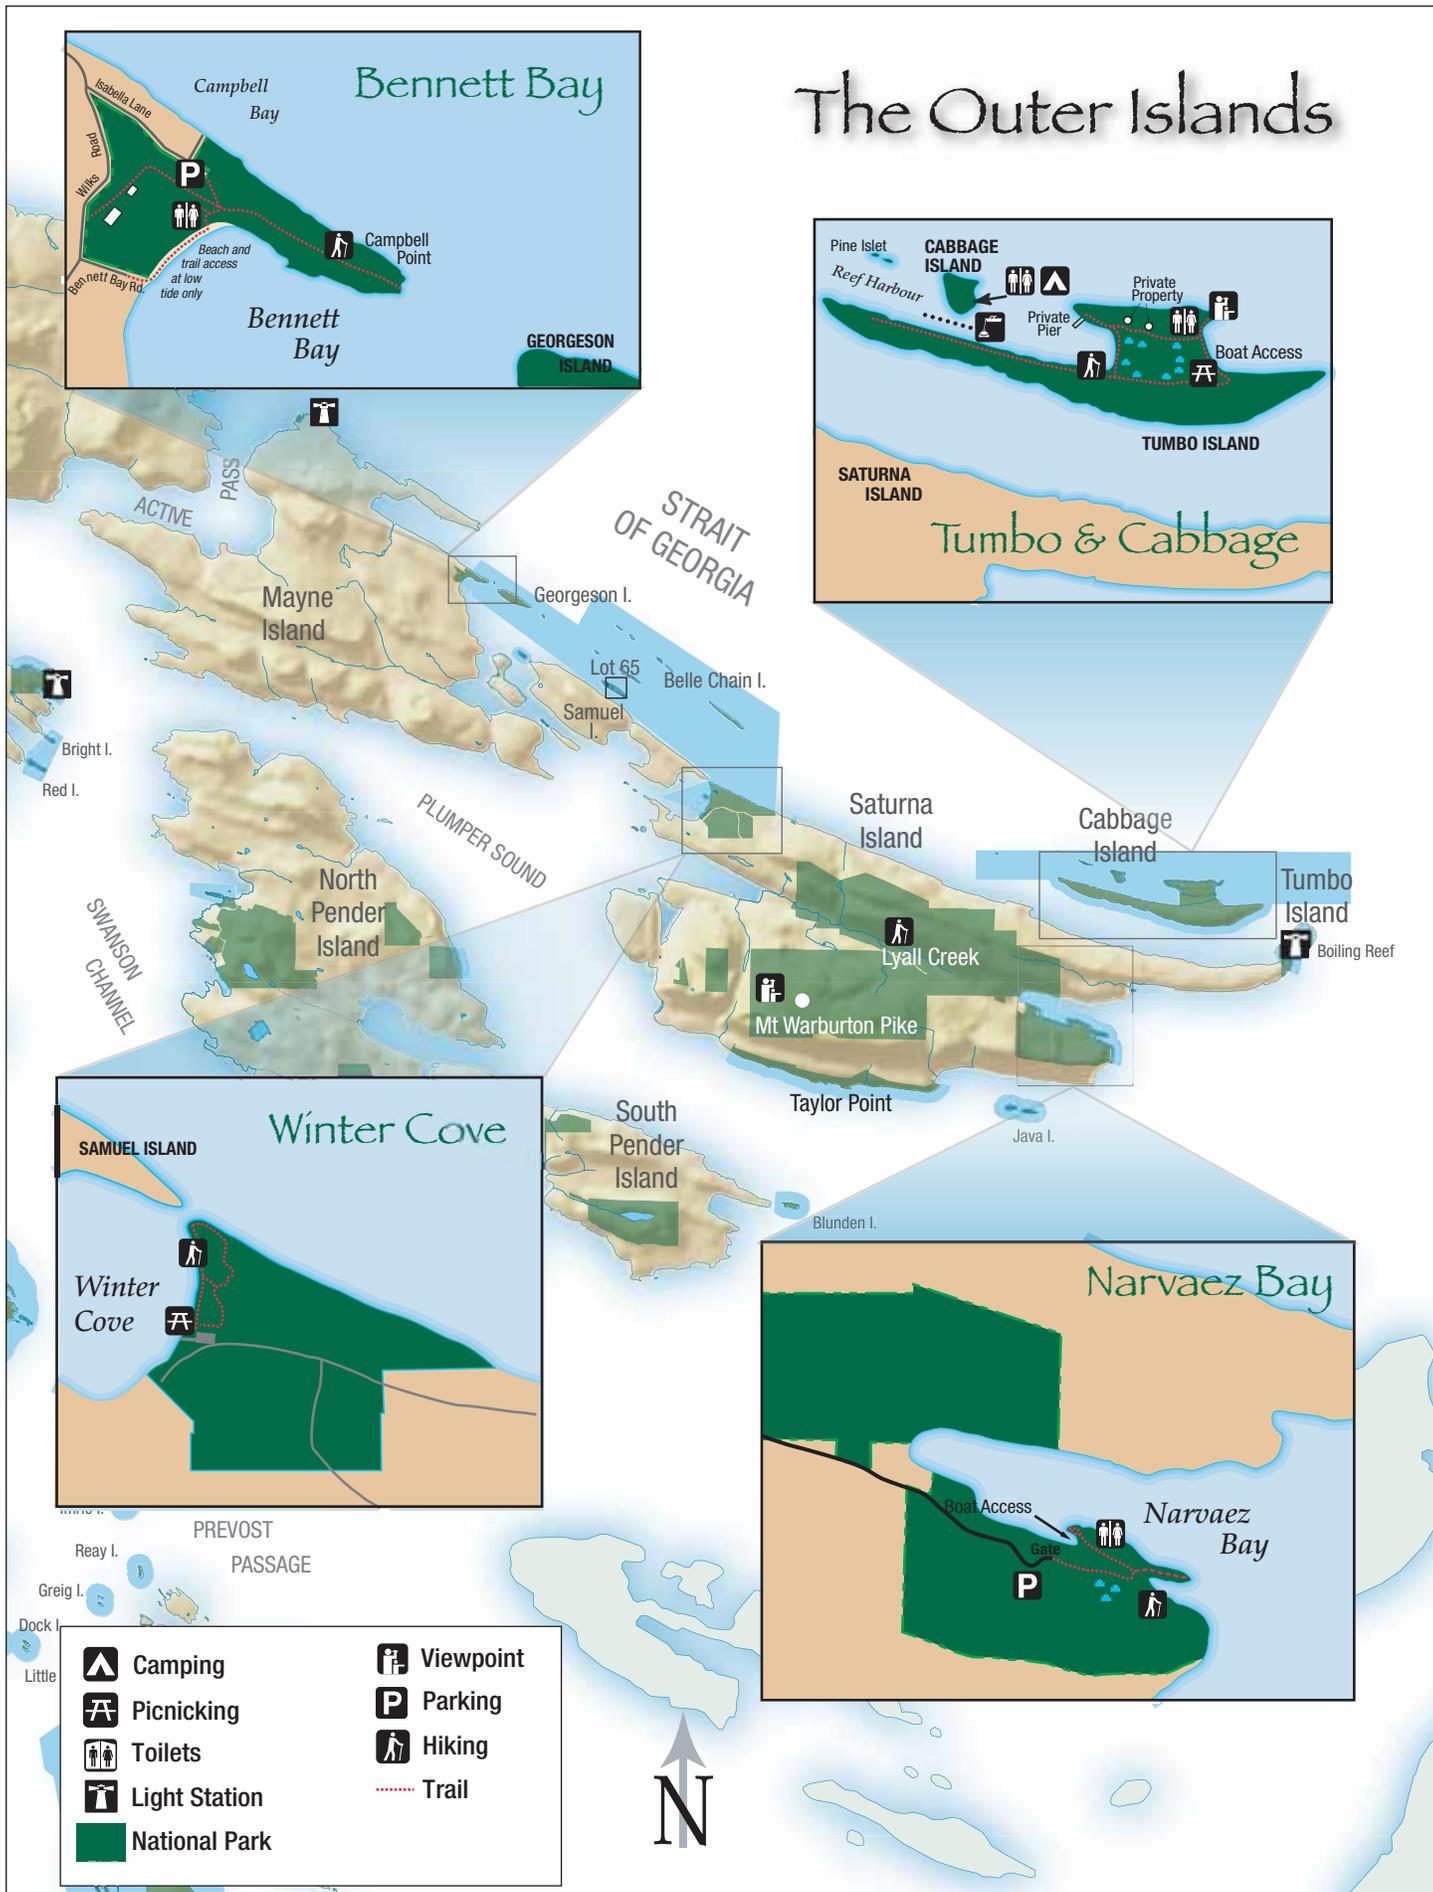 The Outer Islands
Bennett Bay
Campbell
Bay
Isabella Lane
Wilks
Road
P
Campbell
Point
Beach and
trail access
at low
tide only
Bennett Bay Rd.
Bennett
Bay
GEORGESON
ISLAND
Pine Islet
CABBAGE
ISLAND
Reef Harbour
Private
Property
Private
Pier
Boat Access
TUMBO ISLAND
SATURNA
ISLAND
Tumbo & Cabbage
ACTIVE
PASS
STRAIT
OF GEORGIA
Mayne
Island
Georgeson I.
Lot 65
Belle Chain I.
Samuel
I.
Bright I.
Red I.
PLUMPER SOUND
Saturna
Island
Cabbage
Island
Tumbo
Island
Boiling Reef
North
Pender
Island
SWANSON
CHANNEL
Lyall Creek
Mt Warburton Pike
Taylor Point
Java I.
South
Pender
Island
Blunden I.
Winter Cove
SAMUEL ISLAND
Winter
Cove
Narvaez Bay
Boat Access
Gate
P
Narvaez
Bay
PREVOST
PASSAGE
Reay I.
Greig I.
Dock I.
Little
Camping
Picnicking
Toilets
Light Station
National Park
Viewpoint
P Parking
Hiking
Trail
N